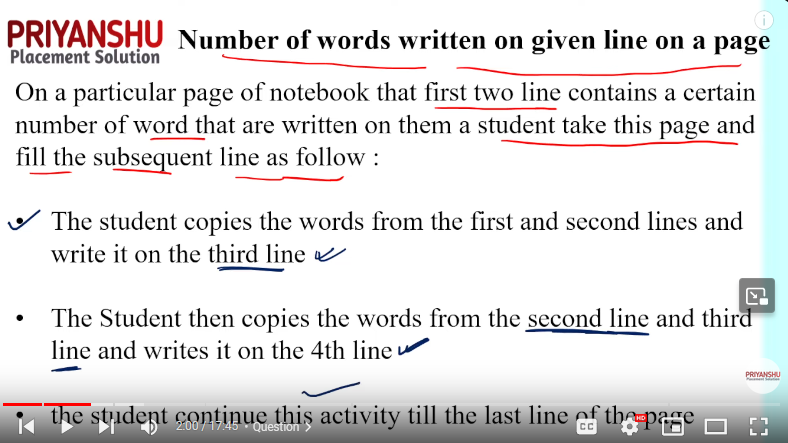 PRIYANSHU
Placement Solution
Number of words written on given line on a page
On a particular page of notebook that first two line contains a certain
number of word that are written on them a student take this page and
fill the subsequent line as follow :
• The student copies the words from the first and second lines and
write it on the third line
• The Student then copies the words from the second line and third
line and writes it on the 4th line
PRIYANSHU
Placement Solution
• the student continue this activity till the last line of the page
2:00 / 17:45 • Question >
CC
HD